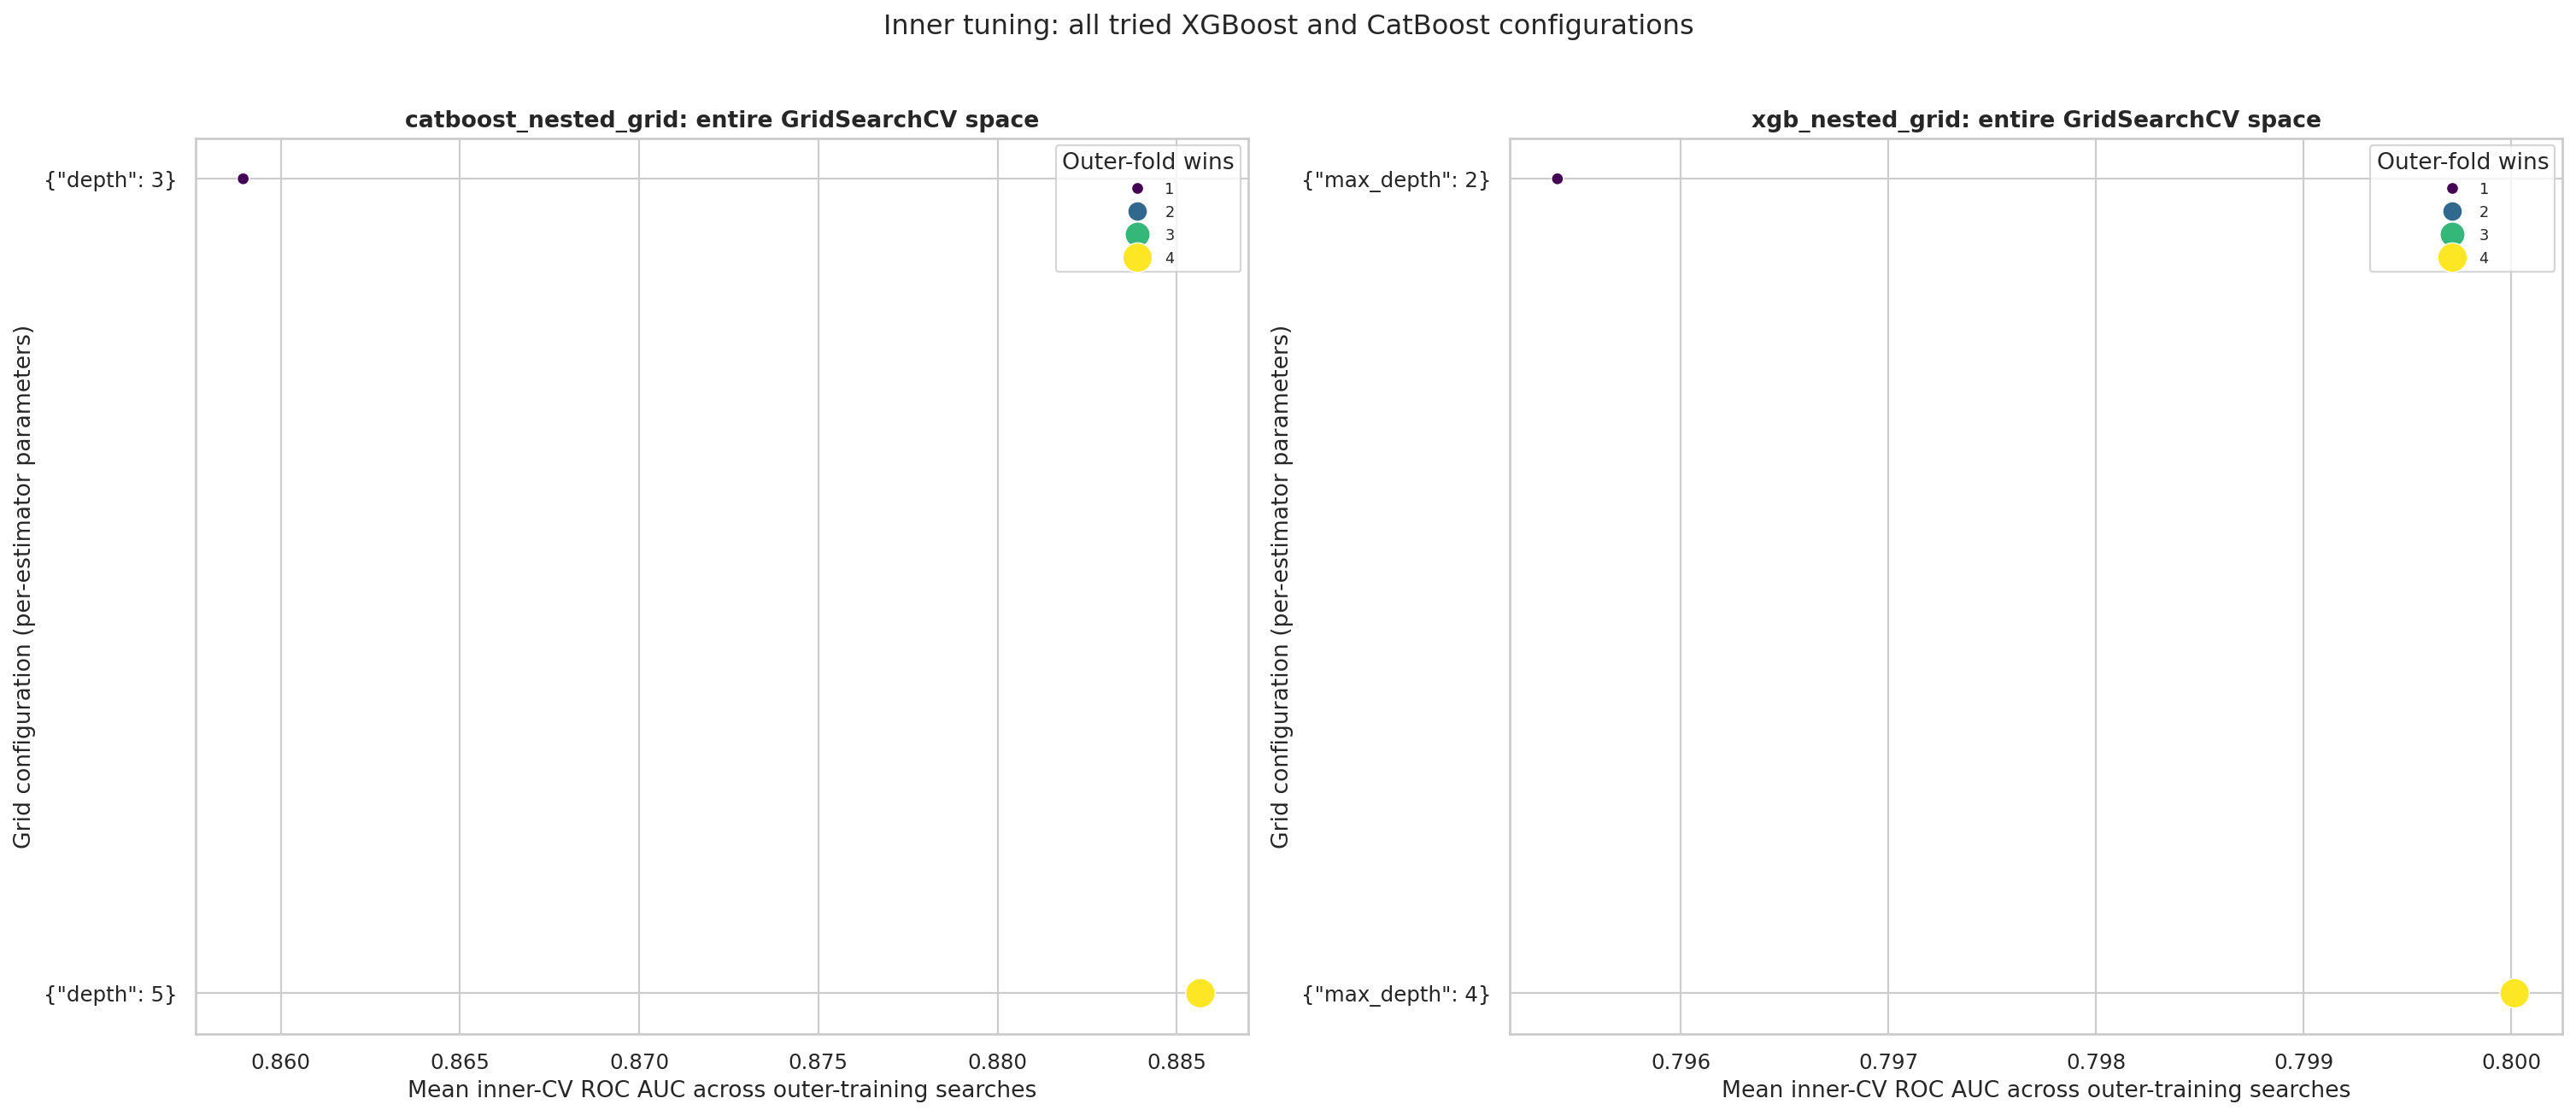 Inner tuning: all tried XGBoost and CatBoost configurations
catboost_nested_grid: entire GridSearchCV space
Outer-fold wins
1
2
3
4
{"depth": 3}
{"depth": 5}
Grid configuration (per-estimator parameters)
0.860 0.865 0.870 0.875 0.880 0.885
Mean inner-CV ROC AUC across outer-training searches
xgb_nested_grid: entire GridSearchCV space
Outer-fold wins
1
2
3
4
{"max_depth": 2}
{"max_depth": 4}
Grid configuration (per-estimator parameters)
0.796 0.797 0.798 0.799 0.800
Mean inner-CV ROC AUC across outer-training searches